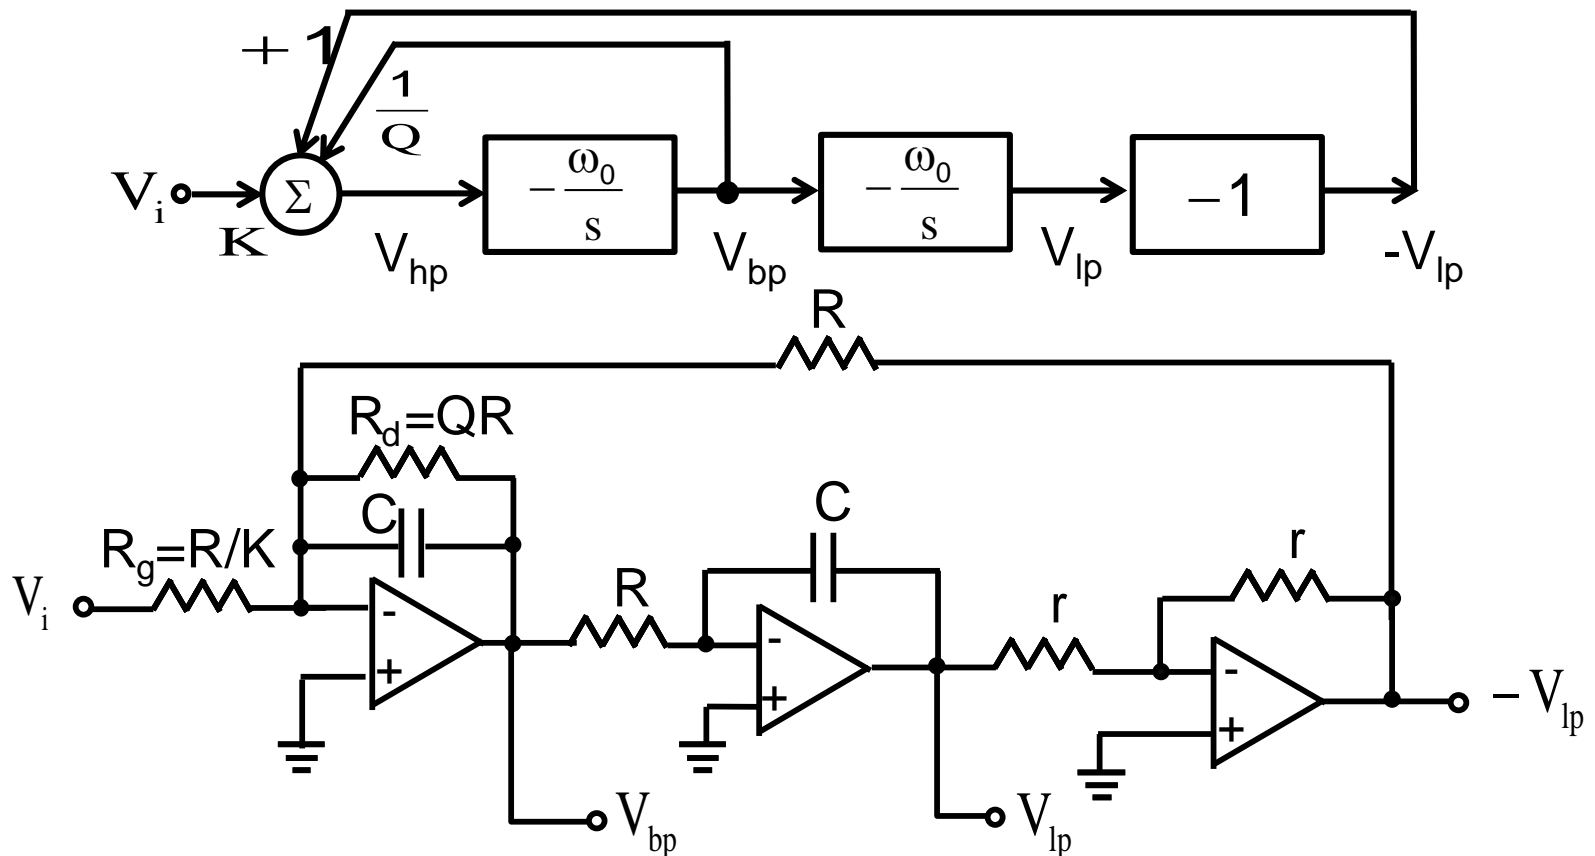 +1
1
Q
V_i
Σ
K
V_hp
− ω_0
s
V_bp
− ω_0
s
V_lp
−1
-V_lp
R
R_d=QR
C
R_g=R/K
V_i
-
+
V_bp
R
C
-
+
V_lp
r
r
-
+
− V_lp